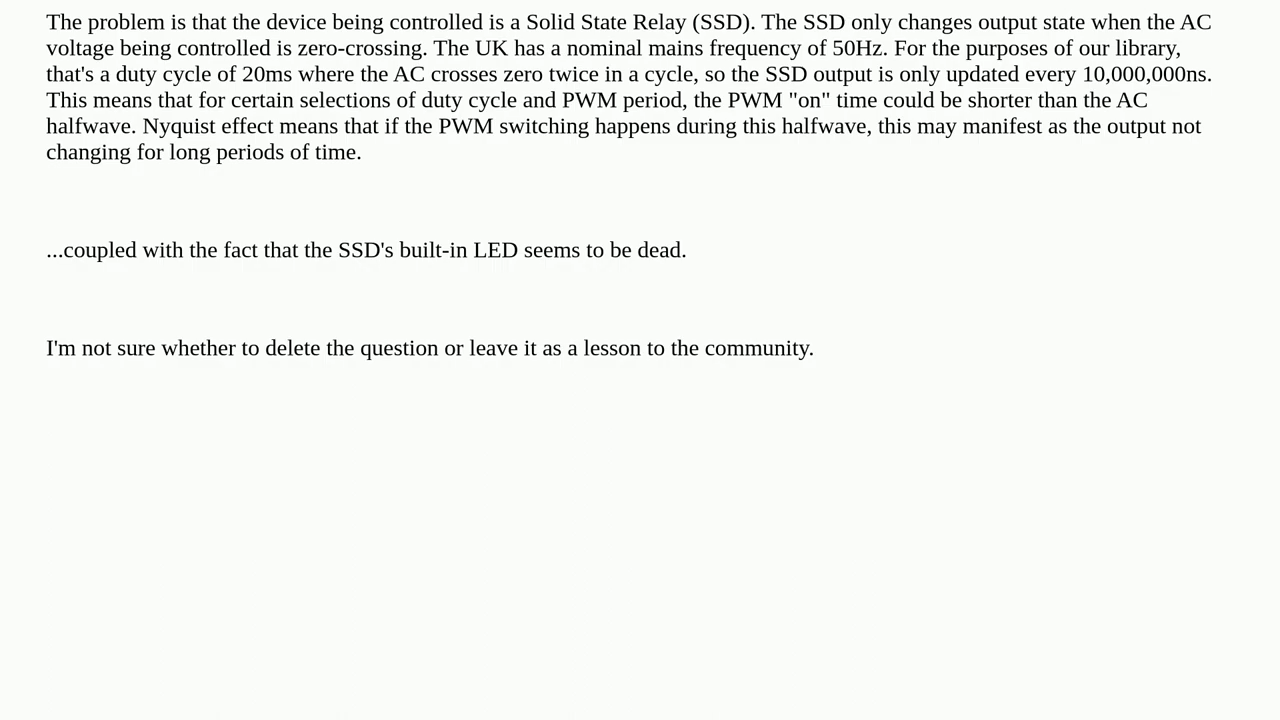 The problem is that the device being controlled is a Solid State Relay (SSD). The SSD only changes output state when the AC
voltage being controlled is zero-crossing. The UK has a nominal mains frequency of 50Hz. For the purposes of our library,
that's a duty cycle of 20ms where the AC crosses zero twice in a cycle, so the SSD output is only updated every 10,000,000ns.
This means that for certain selections of duty cycle and PWM period, the PWM "on" time could be shorter than the AC
halfwave. Nyquist effect means that if the PWM switching happens during this halfwave, this may manifest as the output not
changing for long periods of time.
...coupled with the fact that the SSD's built-in LED seems to be dead.
I'm not sure whether to delete the question or leave it as a lesson to the community.